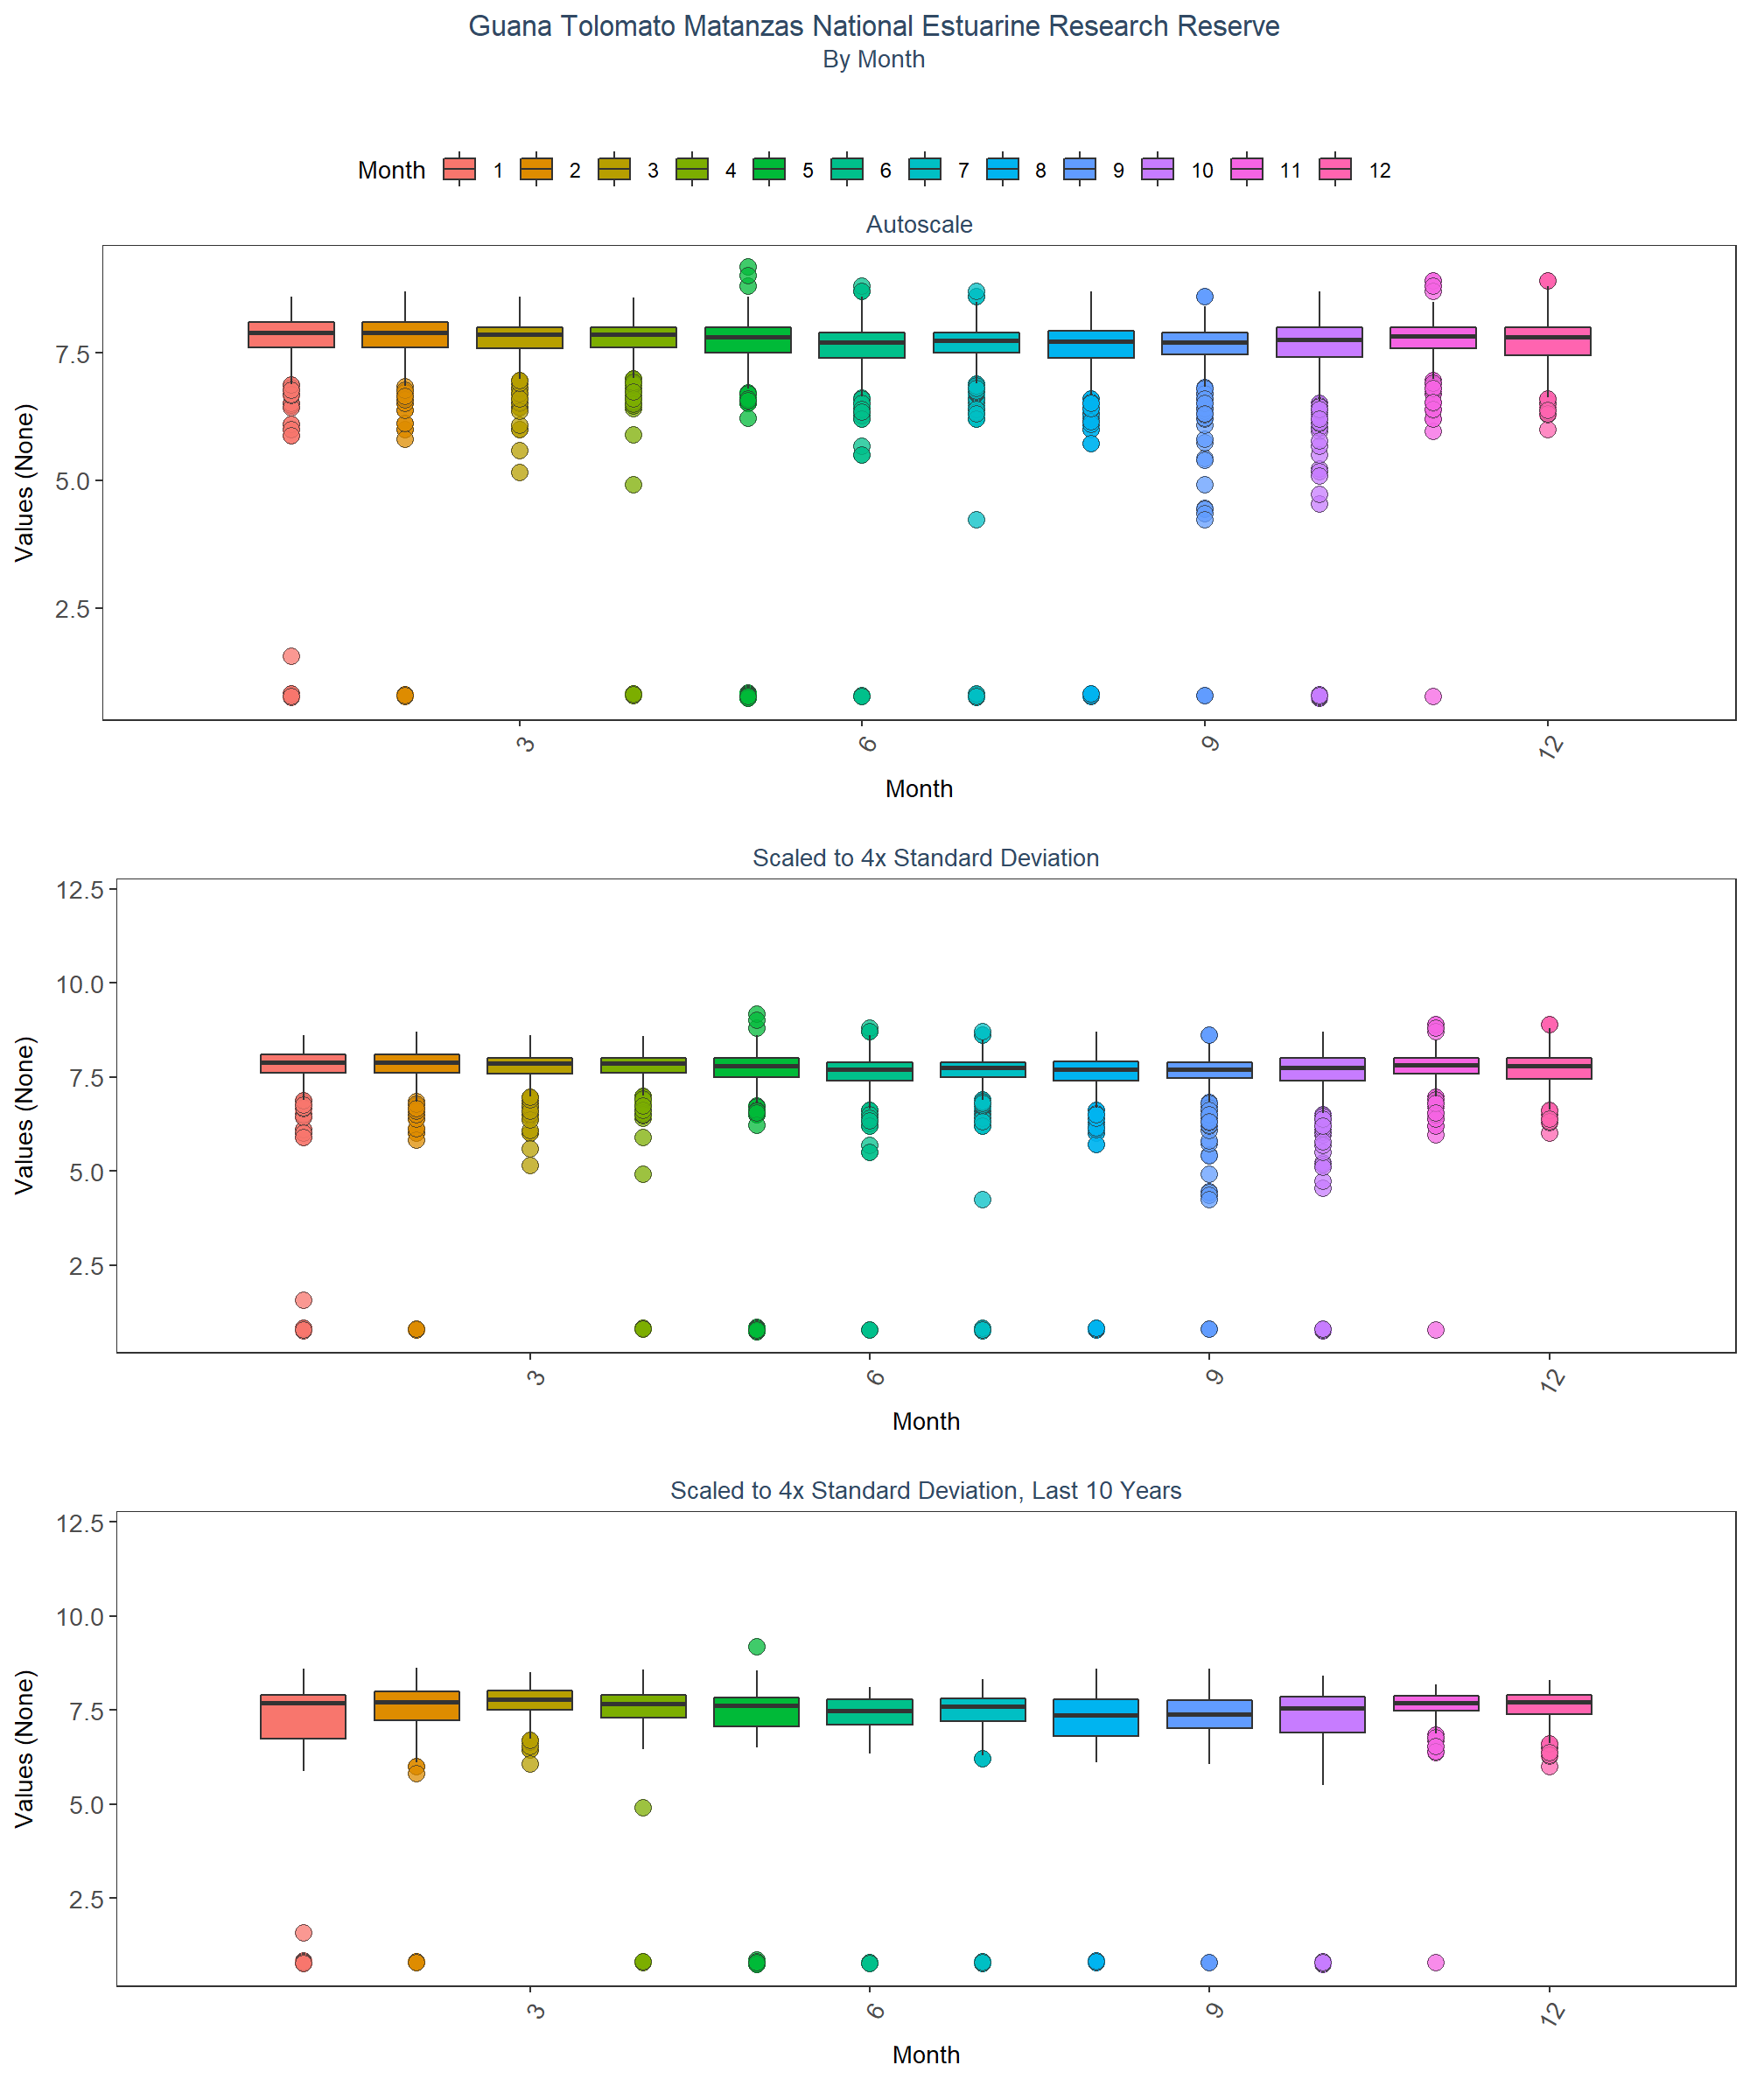 Guana Tolomato Matanzas National Estuarine Research Reserve
By Month
Month 1 2 3 4 5 6 7 8 9 10 11 12
Autoscale
Values (None)
7.5
5.0
2.5
3 6 9 12
Month
Scaled to 4x Standard Deviation
Values (None)
12.5
10.0
7.5
5.0
2.5
3 6 9 12
Month
Scaled to 4x Standard Deviation, Last 10 Years
Values (None)
12.5
10.0
7.5
5.0
2.5
3 6 9 12
Month